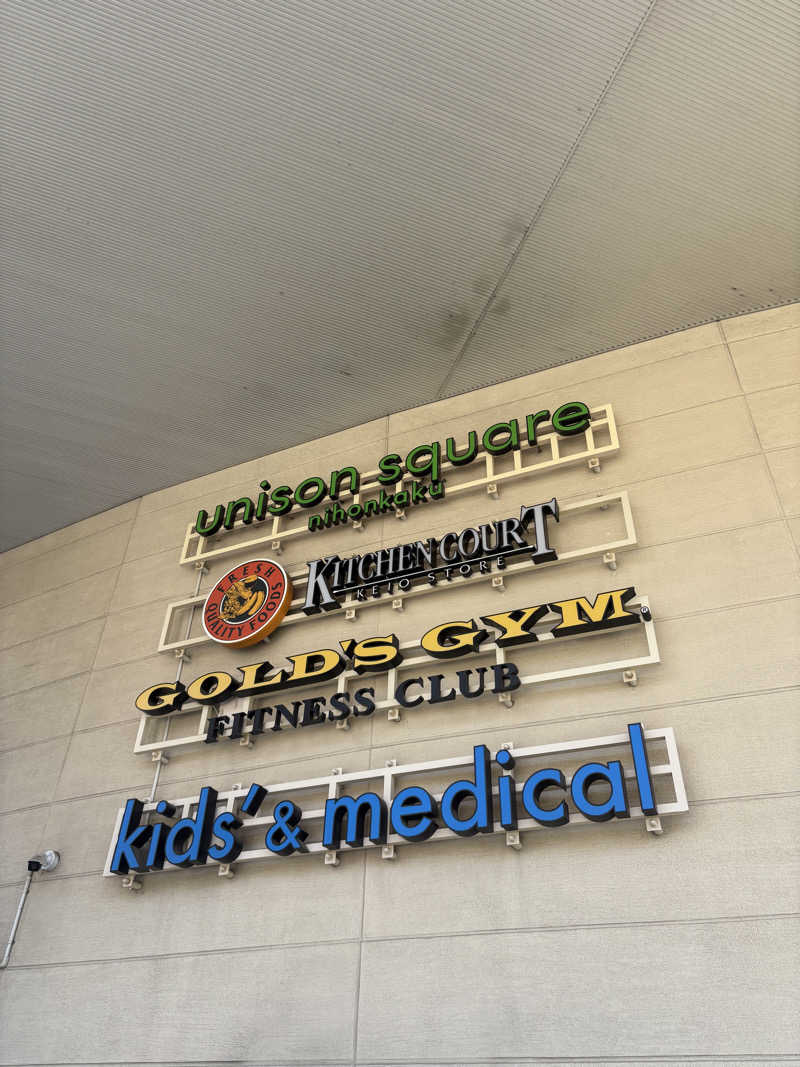 unison square
nihonkaku
FRESH
QUALITY FOODS
KITCHEN COURT
KEIO STORE
GOLD'S GYM
FITNESS CLUB
kids' & medical